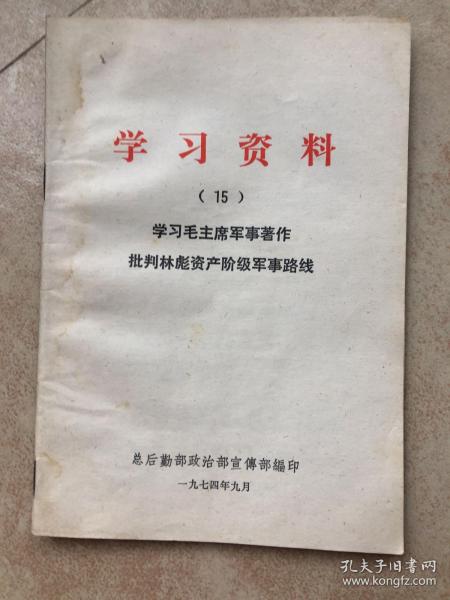 学习资料
（15）
学习毛主席军事著作
批判林彪资产阶级军事路线
总后勤部政治部宣傳部編印
一九七四年九月
孔夫子旧书网
www.kongfz.com